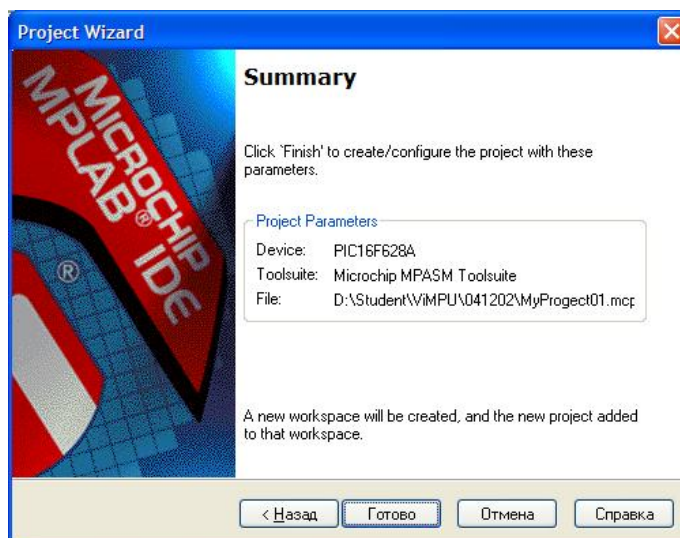 Project Wizard
MICROCHIP
MPLAB® IDE
®
Summary
Click `Finish' to create/configure the project with these
parameters.
Project Parameters
Device: PIC16F628A
Toolsuite: Microchip MPASM Toolsuite
File: D:\Student\ViMPU\041202\MyProgect01.mcp
A new workspace will be created, and the new project added
to that workspace.
< Назад Готово Отмена Справка